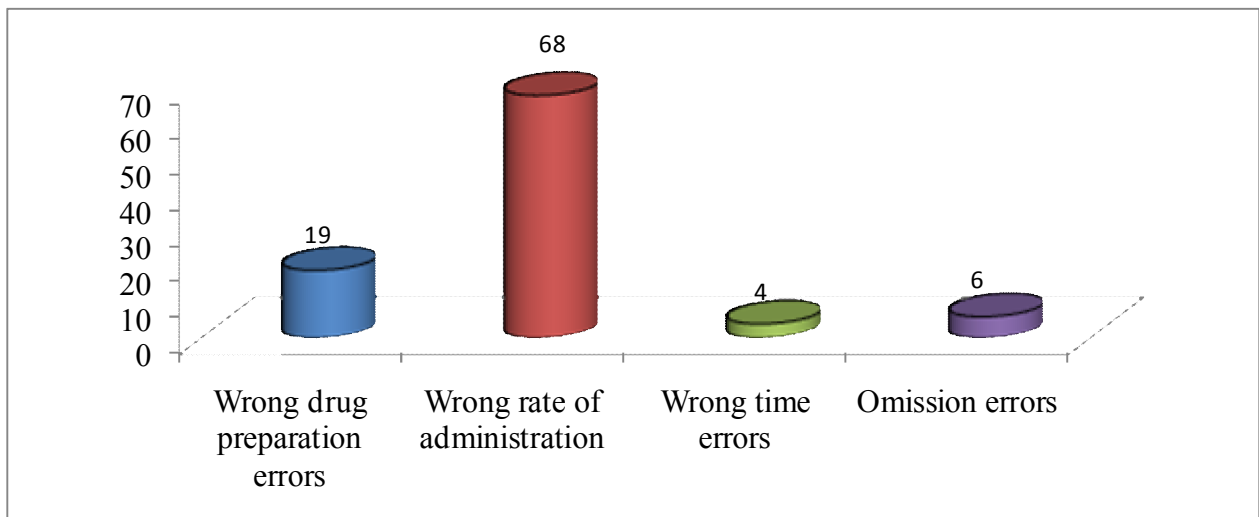 68
70
60
50
40
30
20
10
0
19
4
6
Wrong drug
preparation
errors
Wrong rate of
administration
Wrong time
errors
Omission errors